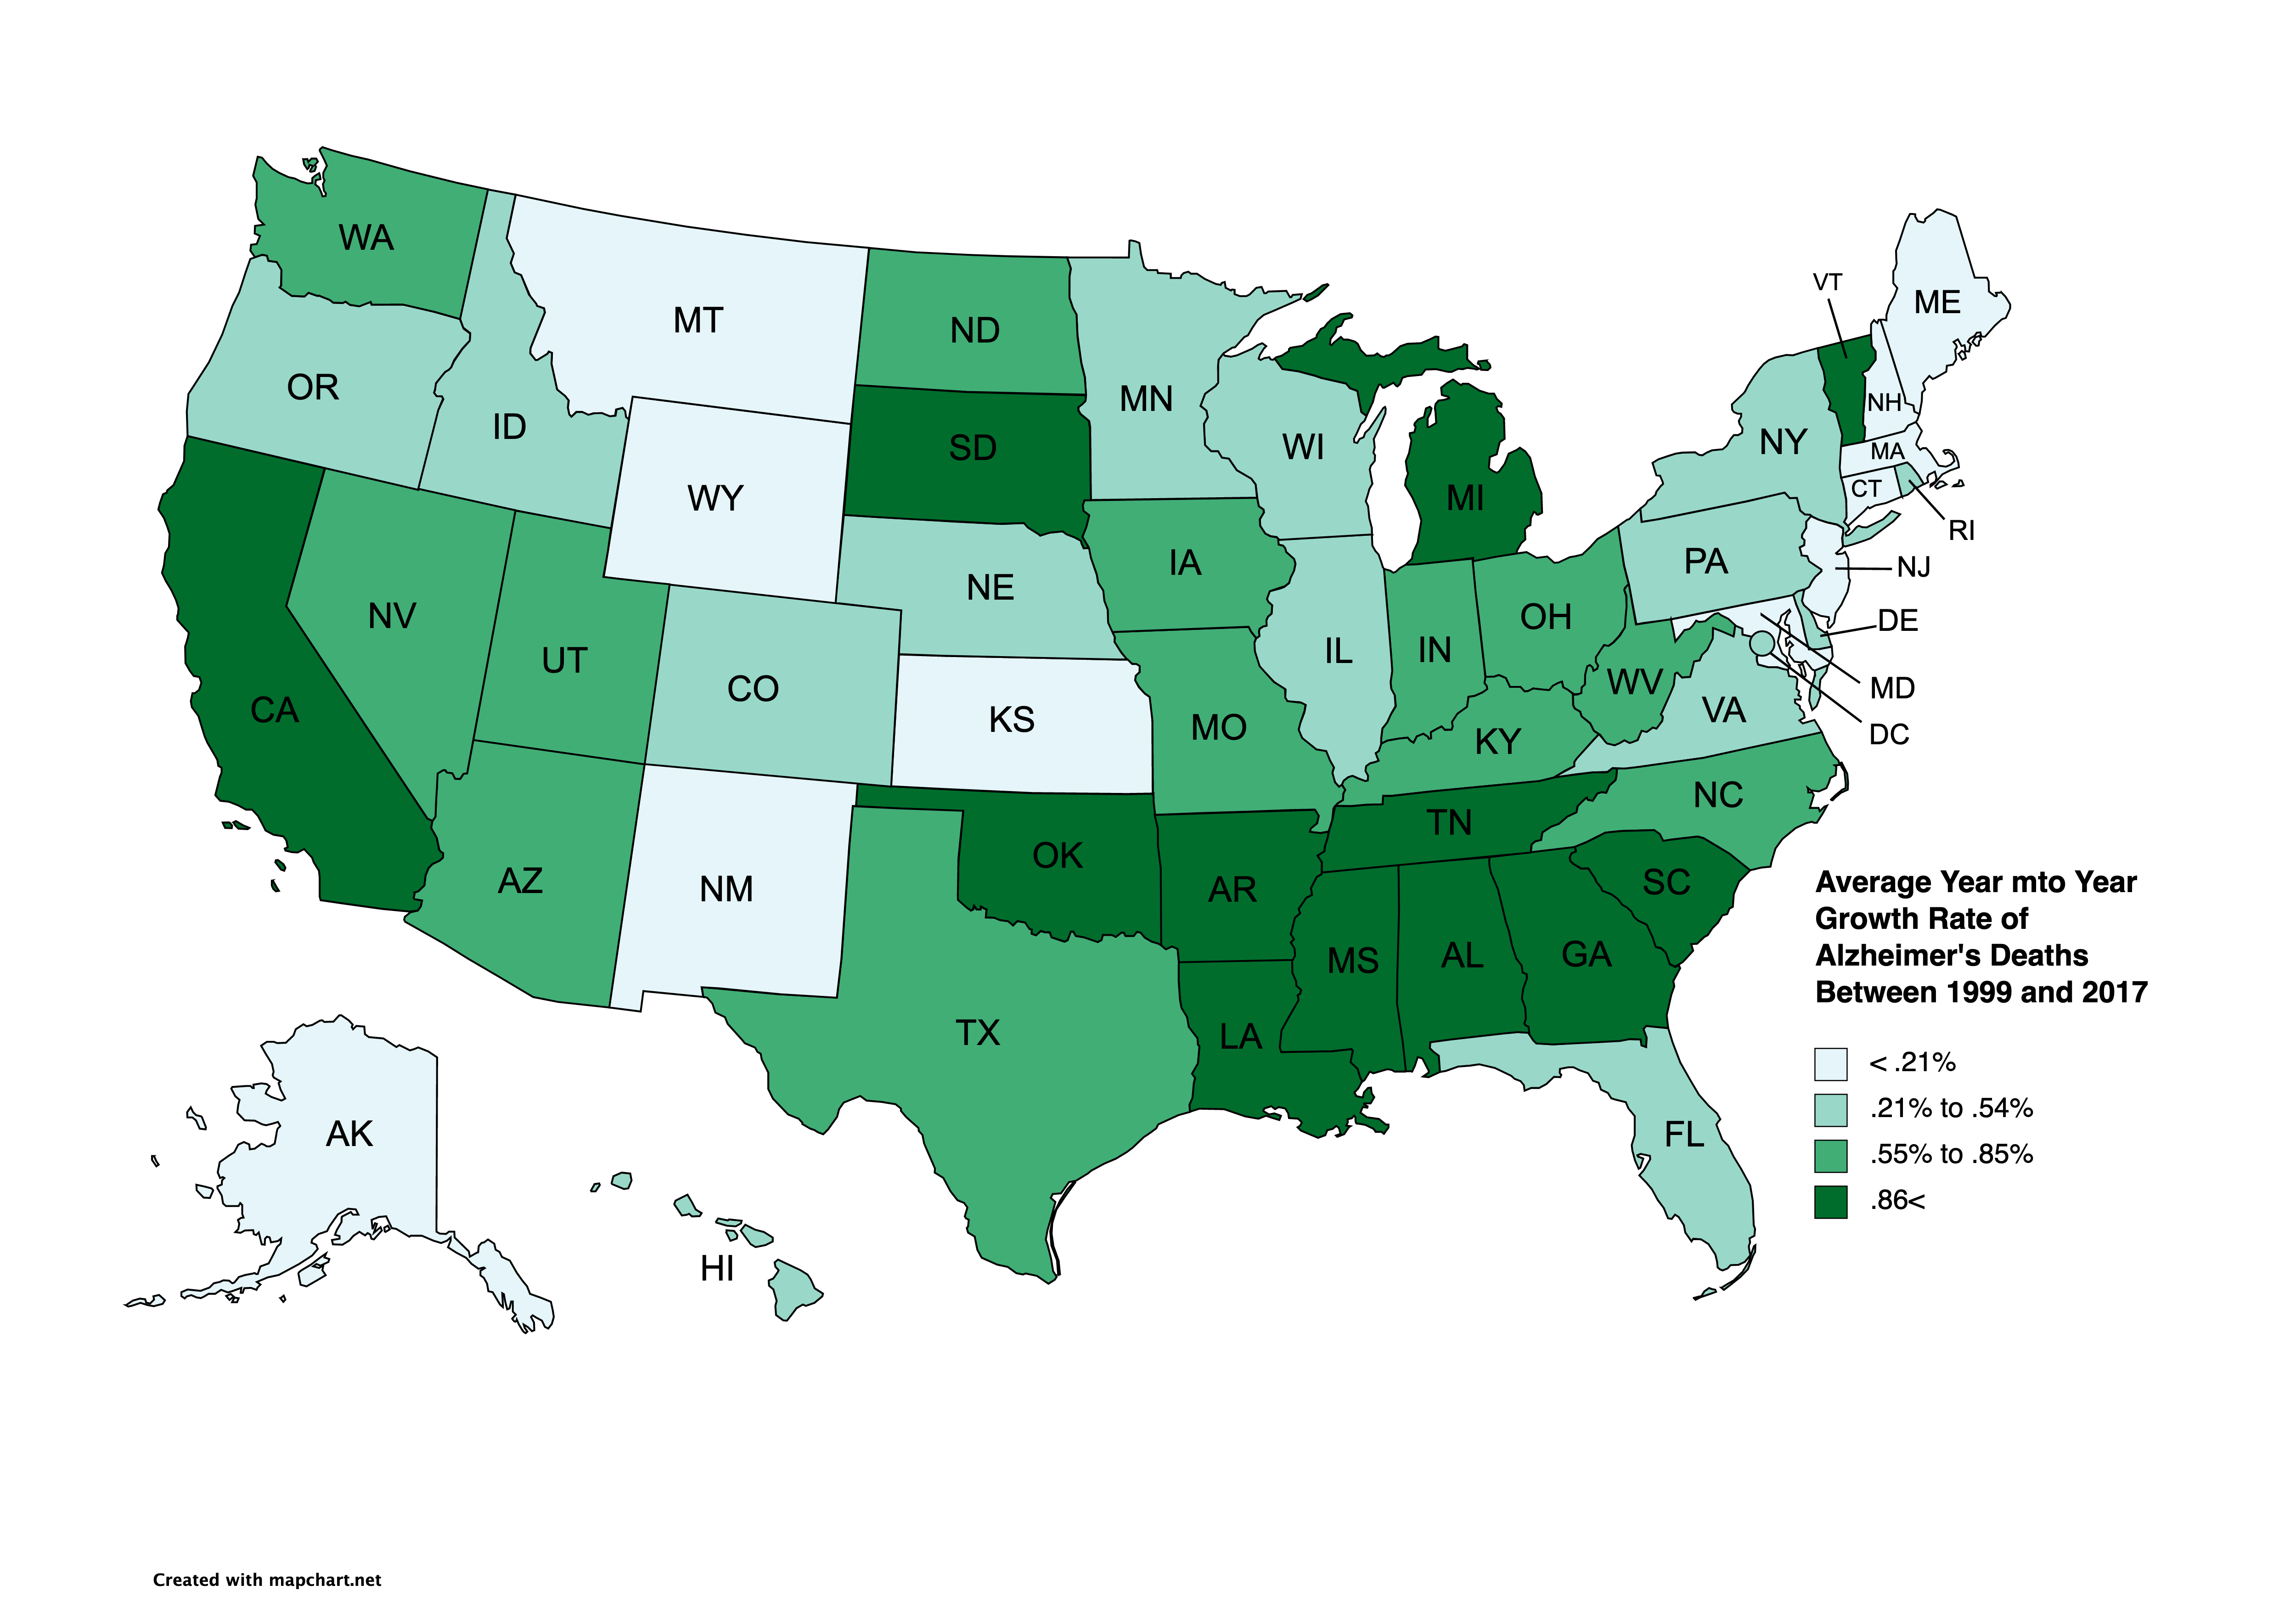 WA
MT
ND
MN
VT
ME
OR
ID
SD
WI
NY
NH
MA
CT
RI
WY
MI
PA
NJ
IA
NE
NV
UT
CO
IL
IN
OH
WV
VA
DE
MD
DC
CA
KS
MO
KY
NC
TN
AZ
NM
OK
AR
SC
MS
AL
GA
TX
LA
FL
AK
HI
Average Year mto Year
Growth Rate of
Alzheimer's Deaths
Between 1999 and 2017
< .21%
.21% to .54%
.55% to .85%
.86<
Created with mapchart.net